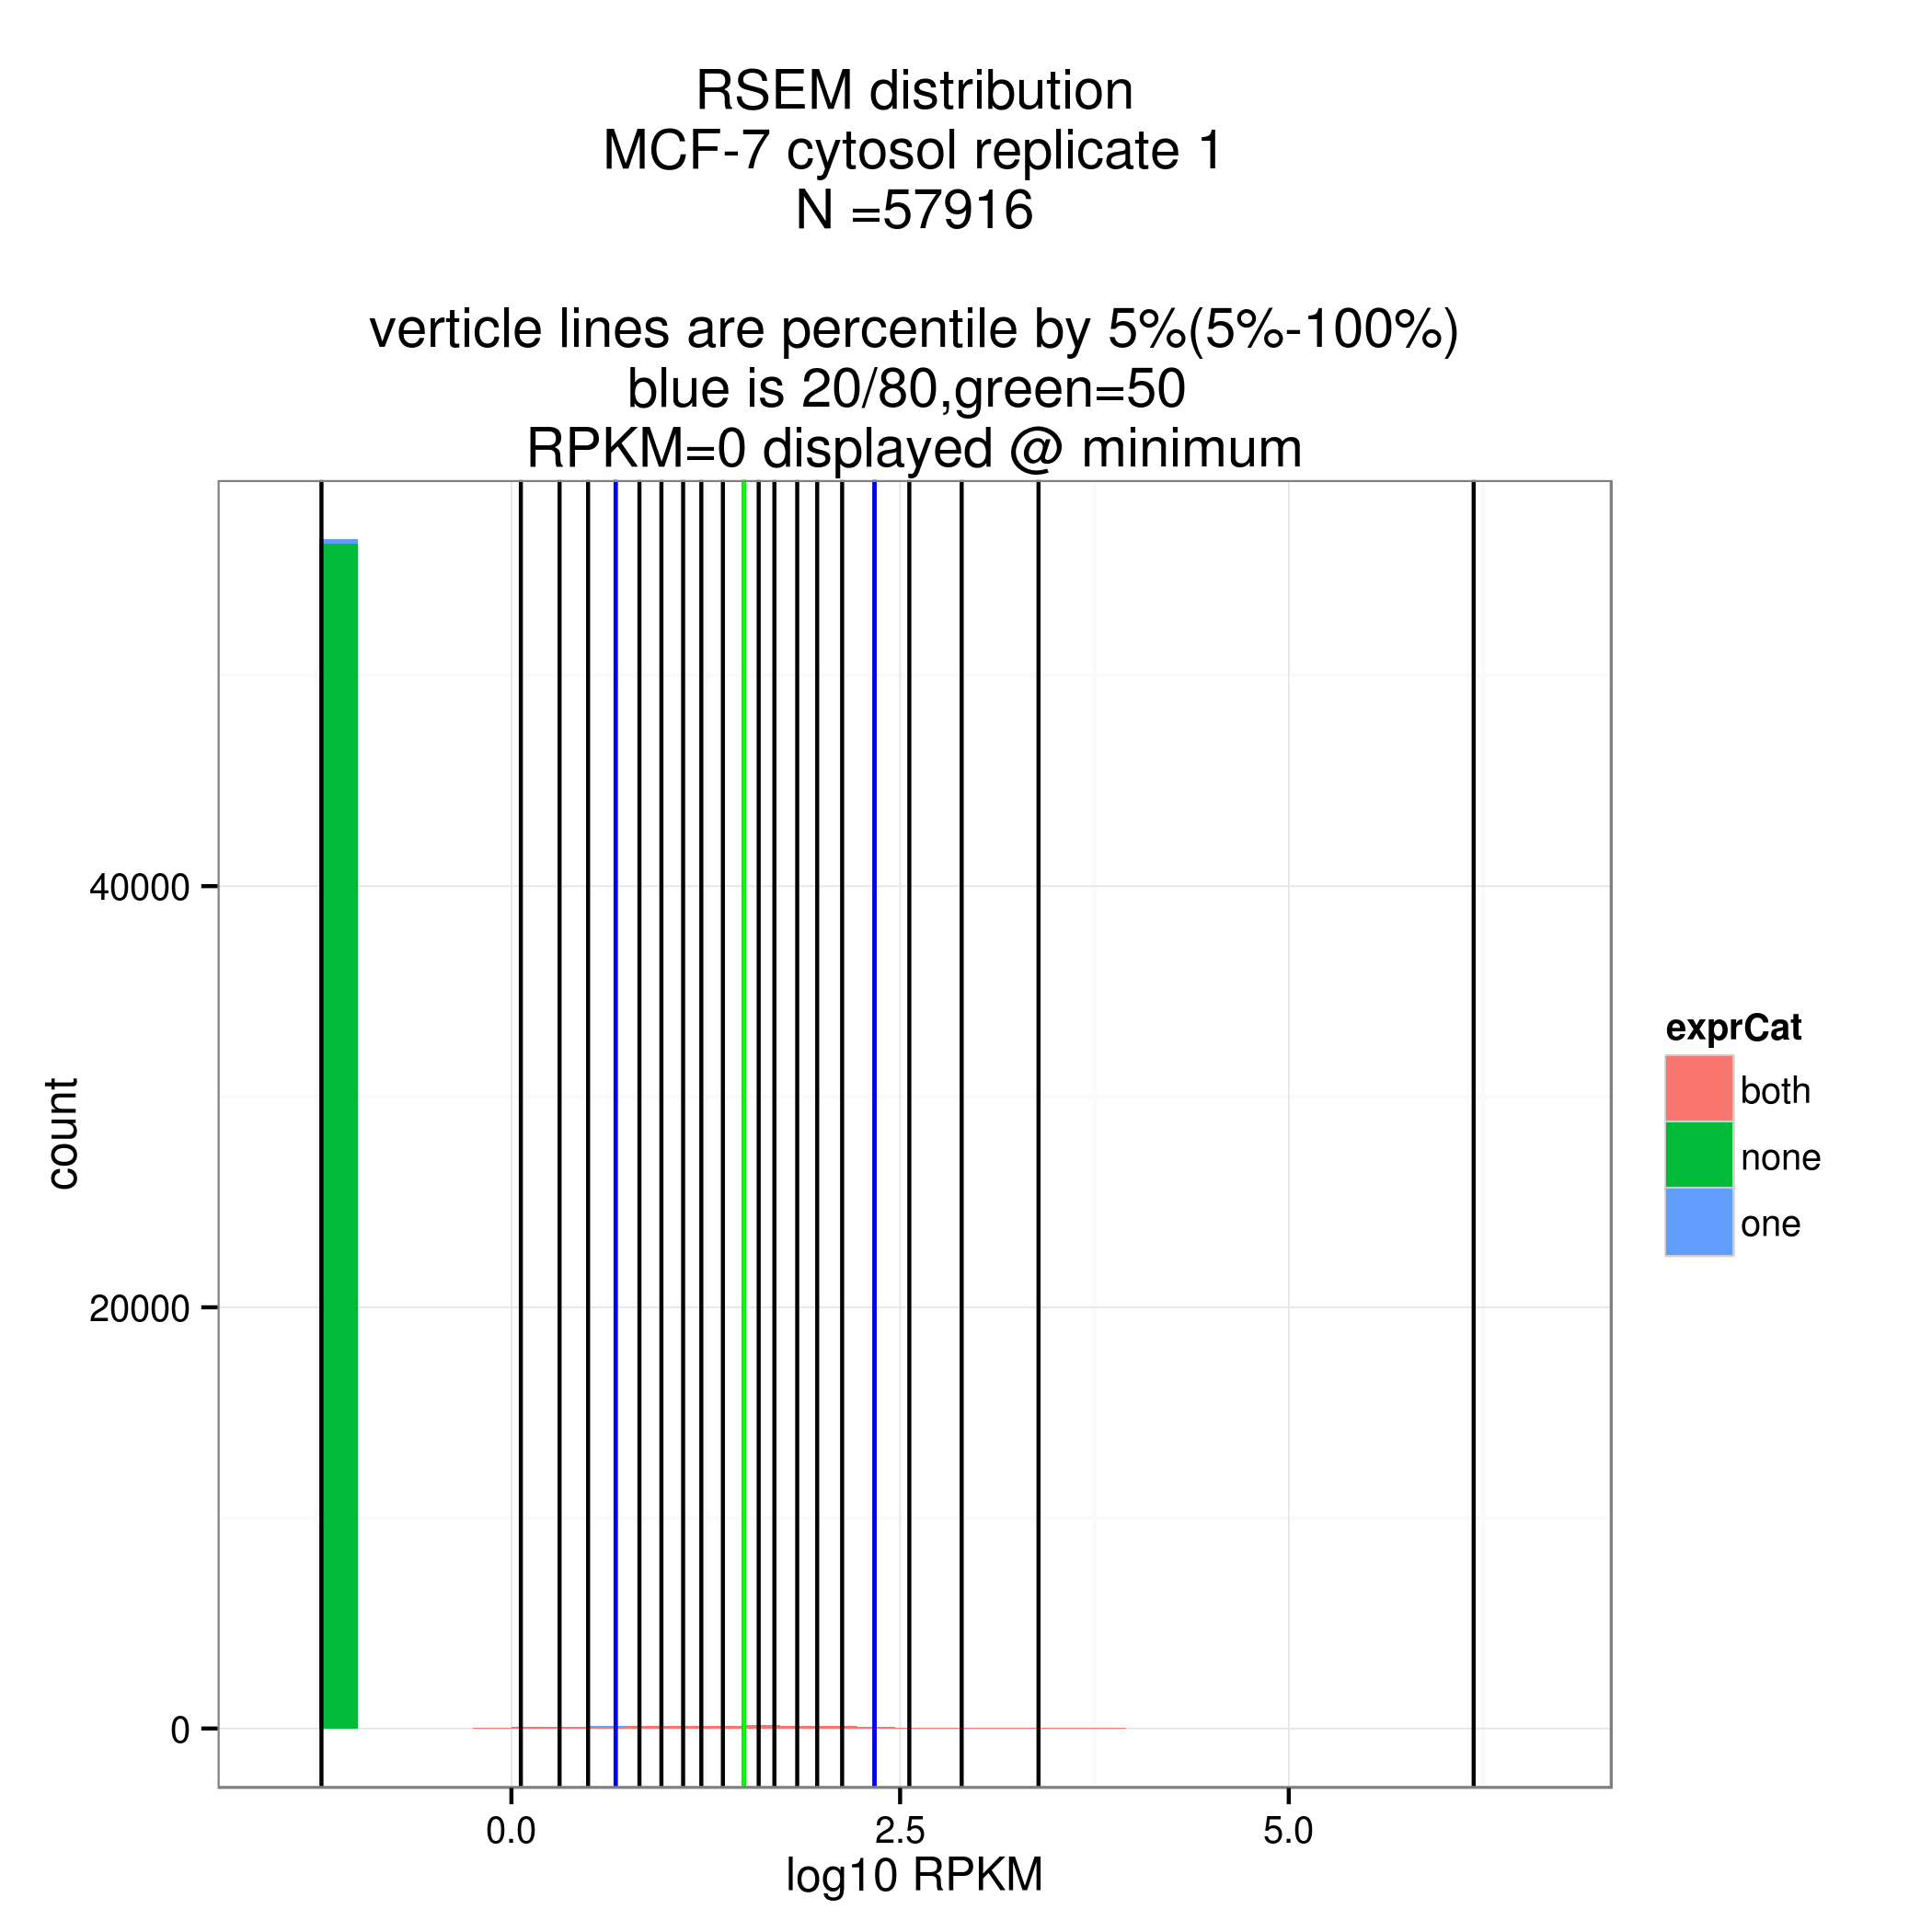 RSEM distribution
MCF-7 cytosol replicate 1
N =57916
verticle lines are percentile by 5%(5%-100%)
blue is 20/80,green=50
RPKM=0 displayed @ minimum
40000
20000
0
count
0.0
2.5
5.0
log10 RPKM
exprCat
both
none
one